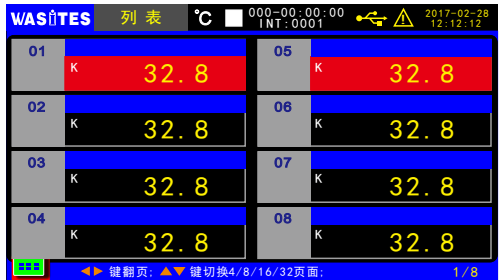 WASITES 列 表 ℃ 000-00:00:00 2017-02-28
INT:0001 12:12:12
01 K 32.8
05 K 32.8
02 K 32.8
06 K 32.8
03 K 32.8
07 K 32.8
04 K 32.8
08 K 32.8
键翻页; 键切换4/8/16/32页面; 1/8